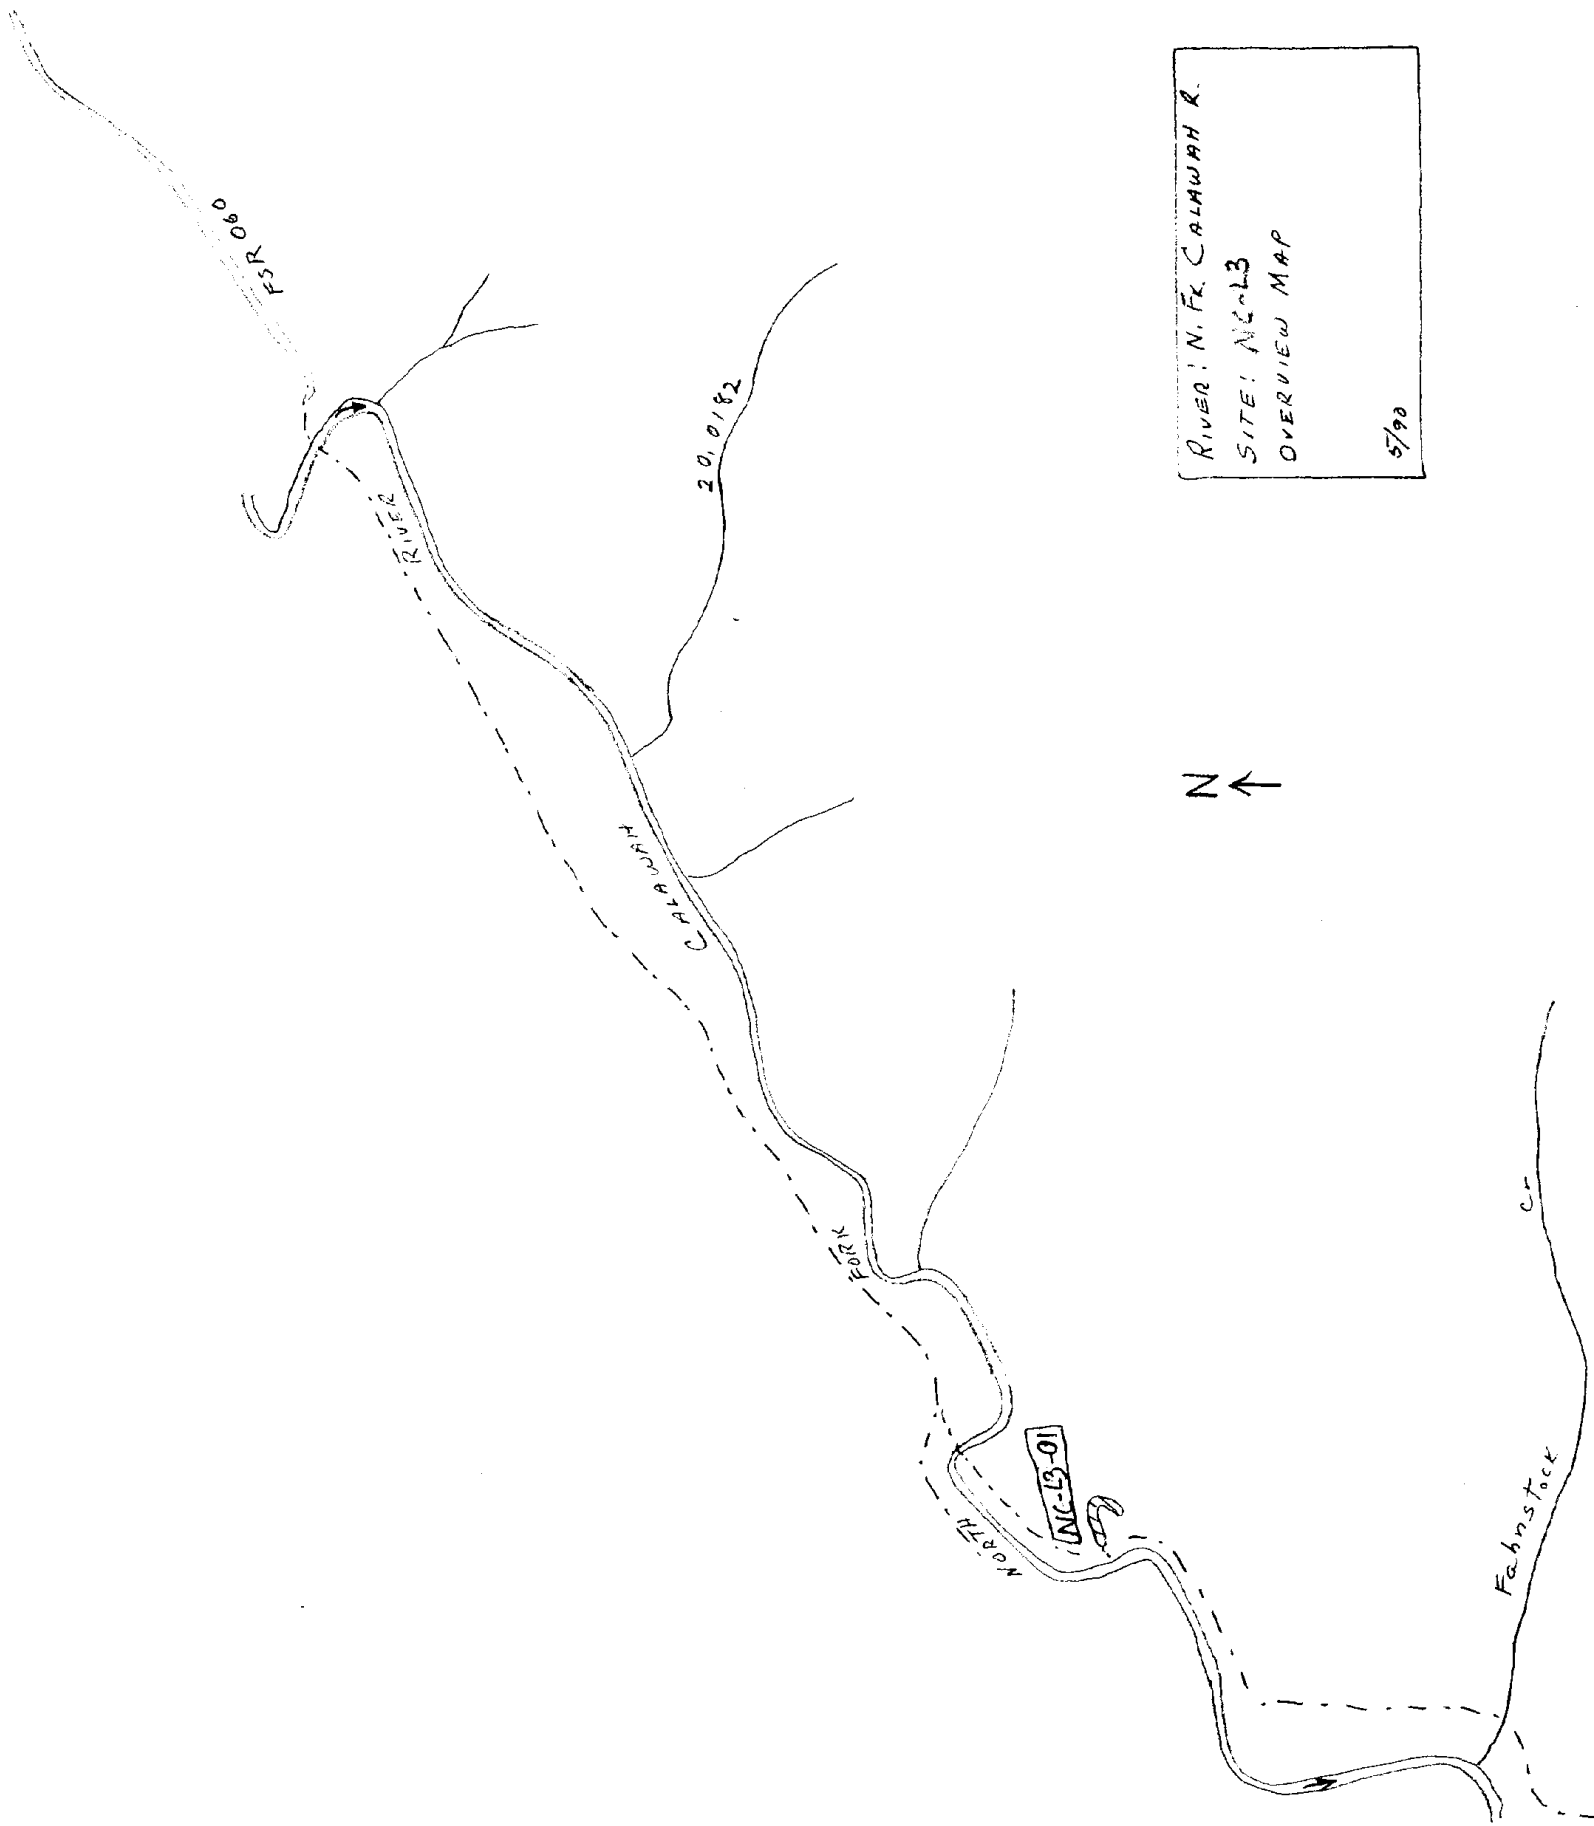 RIVER: N. FK. CALAWAH R.
SITE: NC-L3
OVERVIEW MAP
5/90
FSR 060
RIVER
20.0182
CALAWAH
N
FORK
NC-L3-01
NORTH
Fahnstock Cr